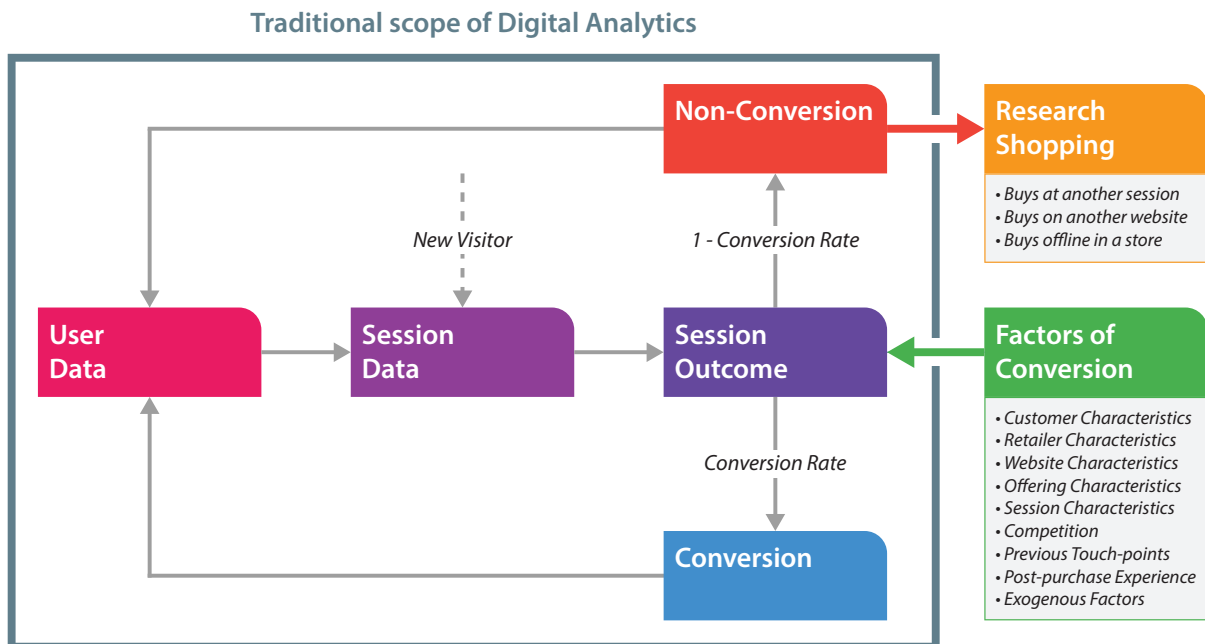 Traditional scope of Digital Analytics
Non-Conversion
Research
Shopping
• Buys at another session
• Buys on another website
• Buys offline in a store
New Visitor
1 - Conversion Rate
User
Data
Session
Data
Session
Outcome
Factors of
Conversion
• Customer Characteristics
• Retailer Characteristics
• Website Characteristics
• Offering Characteristics
• Session Characteristics
• Competition
• Previous Touch-points
• Post-purchase Experience
• Exogenous Factors
Conversion Rate
Conversion